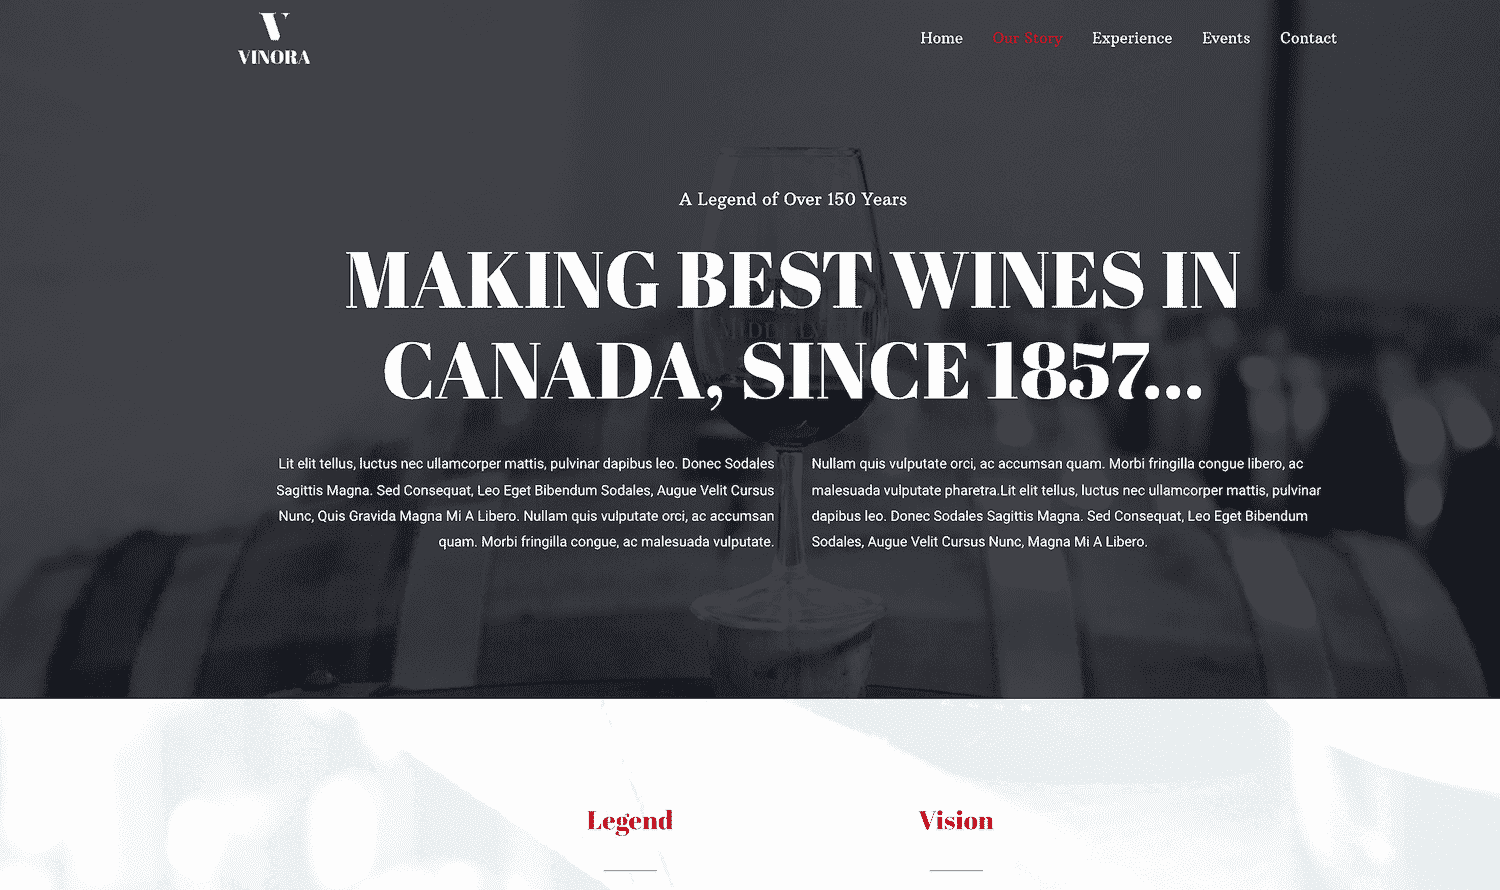 V
VINORA
Home Our Story Experience Events Contact
A Legend of Over 150 Years
MAKING BEST WINES IN
CANADA, SINCE 1857...
Lit elit tellus, luctus nec ullamcorper mattis, pulvinar dapibus leo. Donec Sodales
Sagittis Magna. Sed Consequat, Leo Eget Bibendum Sodales, Augue Velit Cursus
Nunc, Quis Gravida Magna Mi A Libero. Nullam quis vulputate orci, ac accumsan
quam. Morbi fringilla congue, ac malesuada vulputate.
Nullam quis vulputate orci, ac accumsan quam. Morbi fringilla congue libero, ac
malesuada vulputate pharetra.Lit elit tellus, luctus nec ullamcorper mattis, pulvinar
dapibus leo. Donec Sodales Sagittis Magna. Sed Consequat, Leo Eget Bibendum
Sodales, Augue Velit Cursus Nunc, Magna Mi A Libero.
Legend
Vision